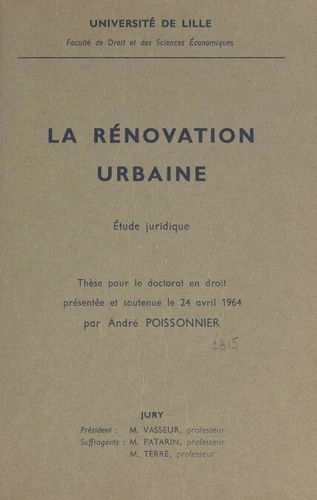 UNIVERSITÉ DE LILLE
Faculté de Droit et des Sciences Économiques
LA RÉNOVATION
URBAINE
Étude juridique
Thèse pour le doctorat en droit
présentée et soutenue le 24 avril 1964
par André POISSONNIER
JURY
Président : M. VASSEUR, professeur
Suffragants : M. PATARIN, professeur
M. TERRE, professeur